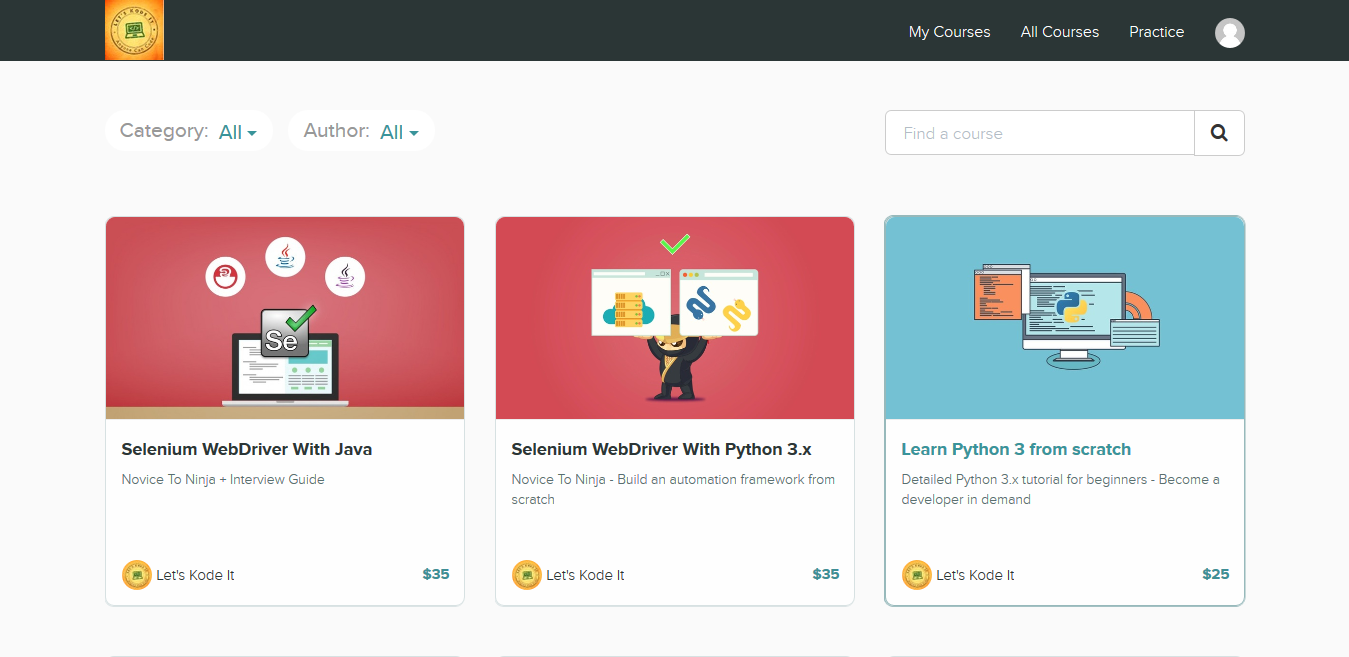 LET'S KODE IT
My Courses All Courses Practice
Category: All Author: All
Find a course
Se
Selenium WebDriver With Java
Novice To Ninja + Interview Guide
Let's Kode It $35
Selenium WebDriver With Python 3.x
Novice To Ninja - Build an automation framework from
scratch
Let's Kode It $35
Learn Python 3 from scratch
Detailed Python 3.x tutorial for beginners - Become a
developer in demand
Let's Kode It $25